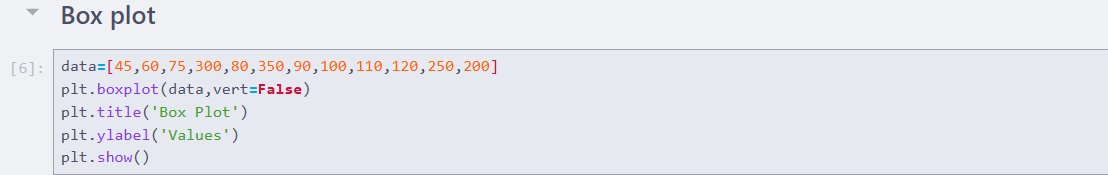 Box plot
[6]:
data=[45,60,75,300,80,350,90,100,110,120,250,200]
plt.boxplot(data,vert=False)
plt.title('Box Plot')
plt.ylabel('Values')
plt.show()